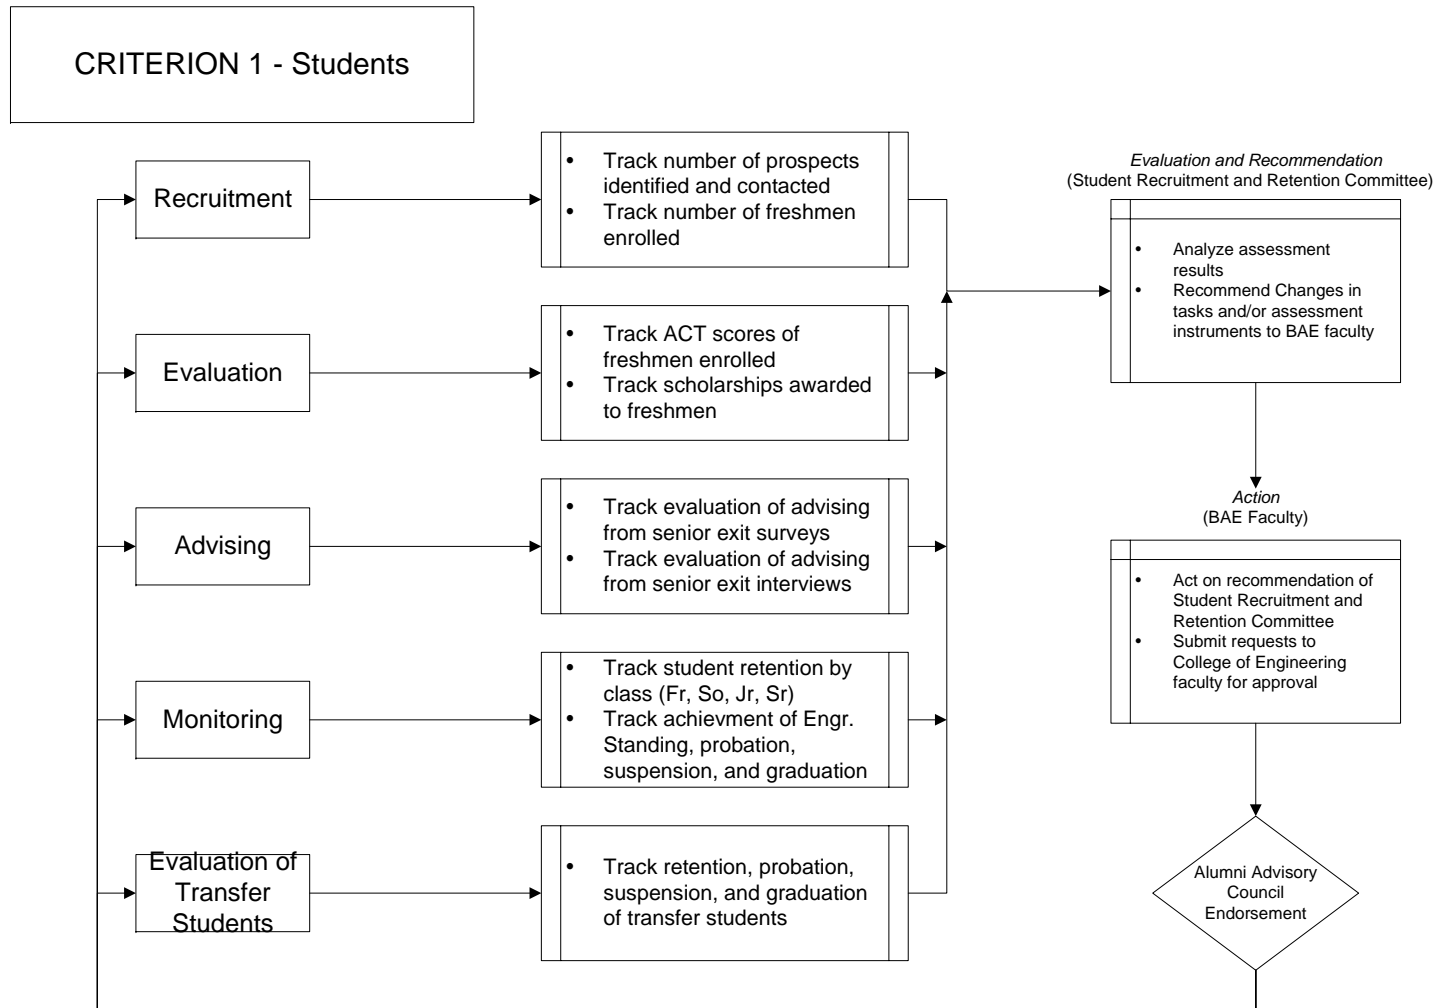 CRITERION 1 - Students
Recruitment
• Track number of prospects
identified and contacted
• Track number of freshmen
enrolled
Evaluation and Recommendation
(Student Recruitment and Retention Committee)
• Analyze assessment
results
• Recommend Changes in
tasks and/or assessment
instruments to BAE faculty
Evaluation
• Track ACT scores of
freshmen enrolled
• Track scholarships awarded
to freshmen
Advising
• Track evaluation of advising
from senior exit surveys
• Track evaluation of advising
from senior exit interviews
Action
(BAE Faculty)
• Act on recommendation of
Student Recruitment and
Retention Committee
• Submit requests to
College of Engineering
faculty for approval
Monitoring
• Track student retention by
class (Fr, So, Jr, Sr)
• Track achievment of Engr.
Standing, probation,
suspension, and graduation
Evaluation of
Transfer
Students
• Track retention, probation,
suspension, and graduation
of transfer students
Alumni Advisory
Council
Endorsement